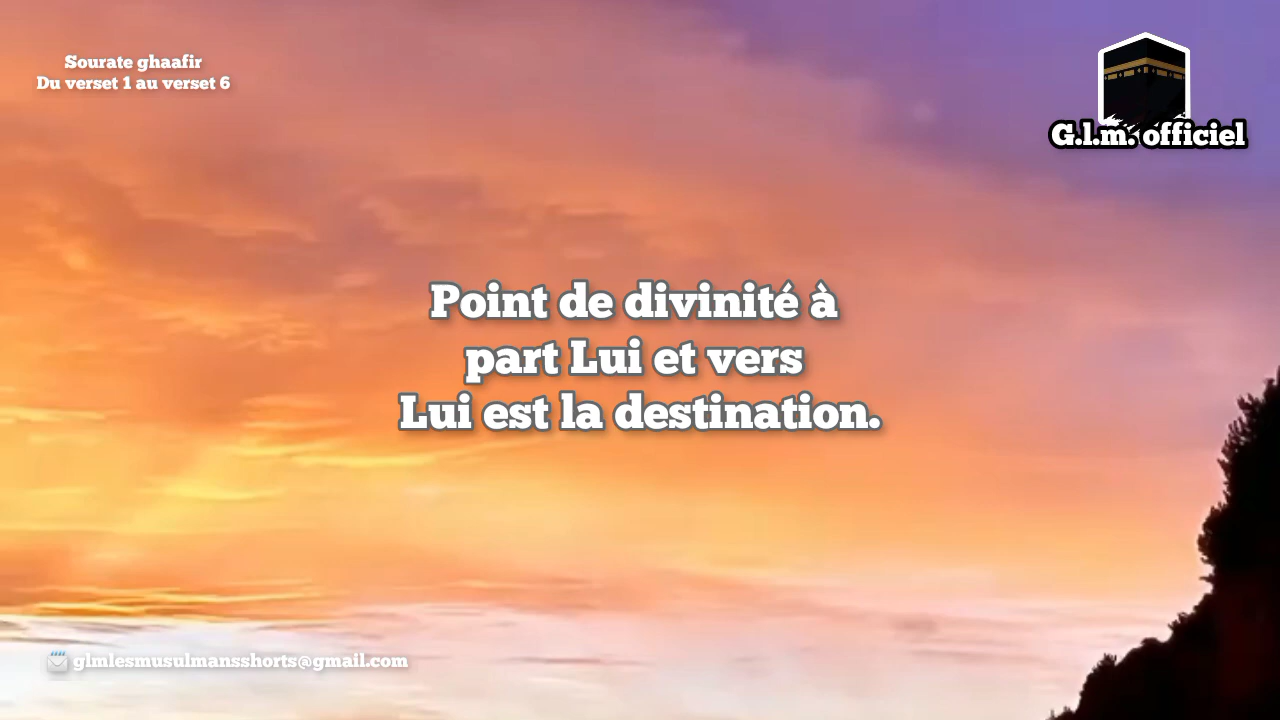 Sourate ghaafir
Du verset 1 au verset 6
G.l.m. officiel
Point de divinité à
part Lui et vers
Lui est la destination.
glmlesmusulmansshorts@gmail.com